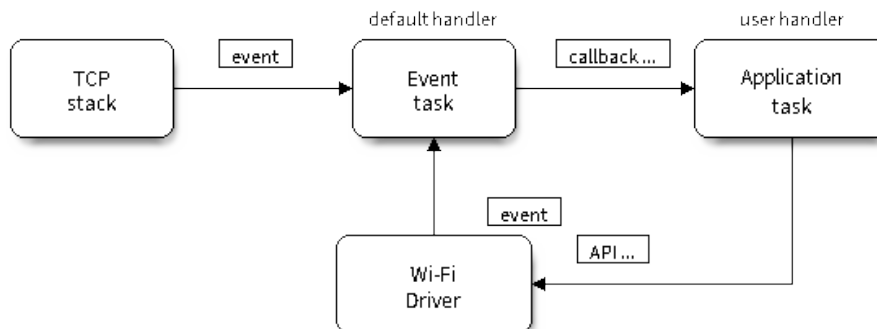 default handler
user handler
event
callback ...
TCP
stack
Event
task
Application
task
event
API ...
Wi-Fi
Driver